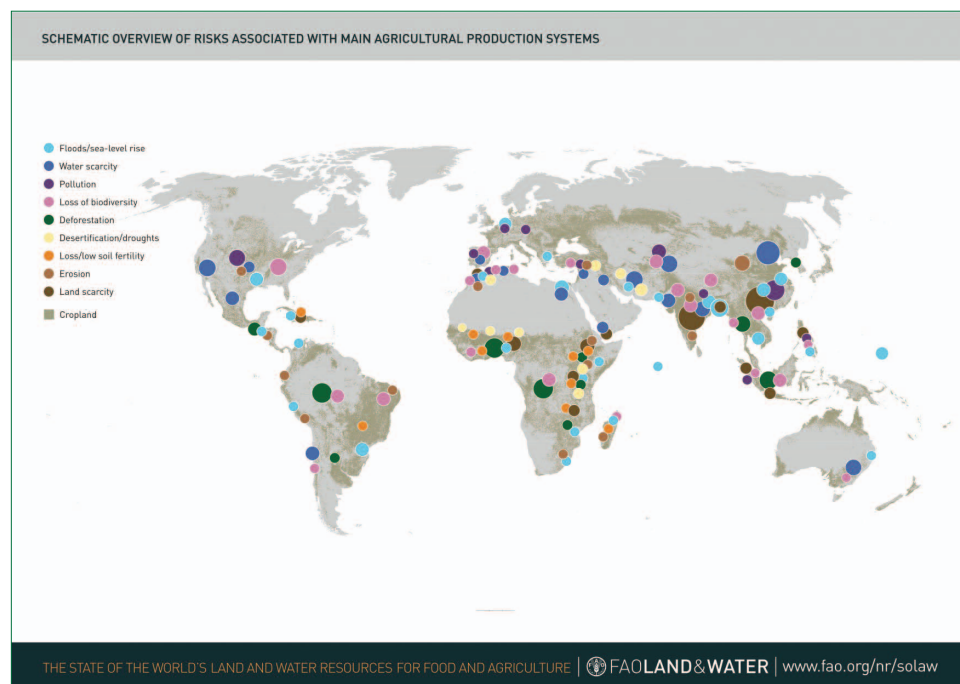 SCHEMATIC OVERVIEW OF RISKS ASSOCIATED WITH MAIN AGRICULTURAL PRODUCTION SYSTEMS
Floods/sea-level rise
Water scarcity
Pollution
Loss of biodiversity
Deforestation
Desertification/droughts
Loss/low soil fertility
Erosion
Land scarcity
Cropland
THE STATE OF THE WORLD'S LAND AND WATER RESOURCES FOR FOOD AND AGRICULTURE | FAOLAND&WATER | www.fao.org/nr/solaw